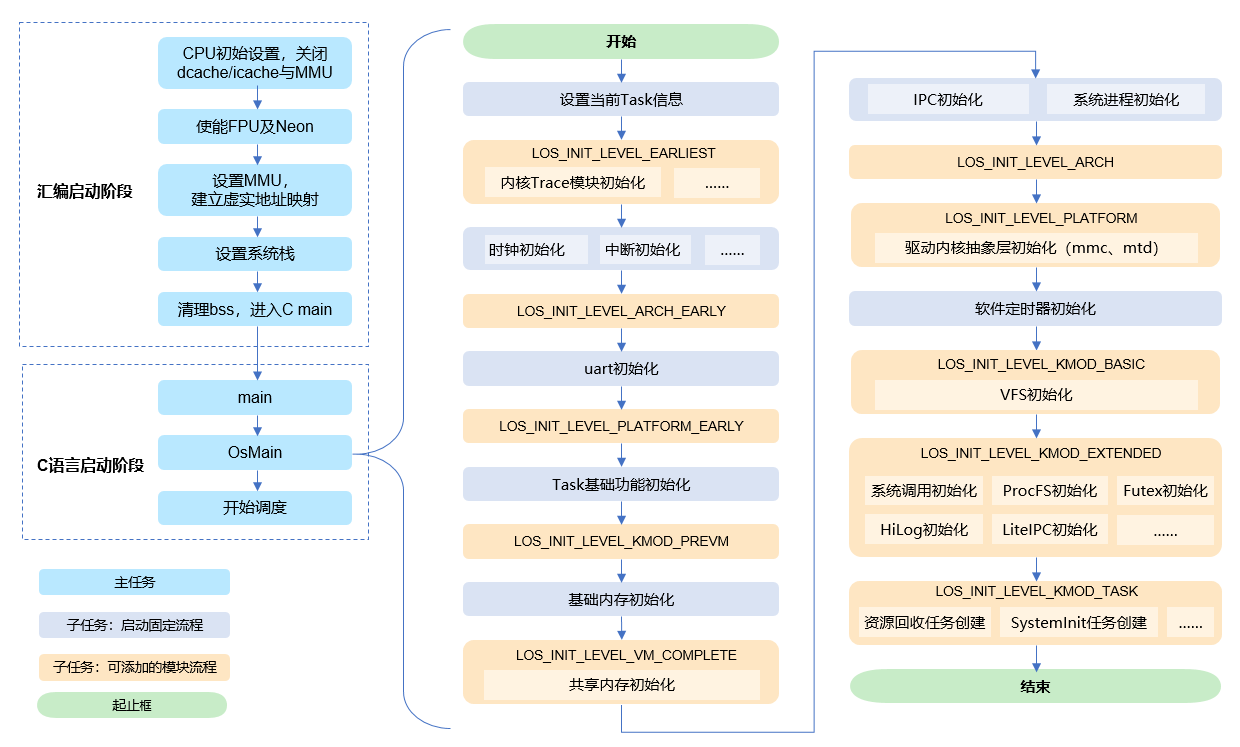 汇编启动阶段
CPU初始设置，关闭
dcache/icache与MMU
使能FPU及Neon
设置MMU，
建立虚实地址映射
设置系统栈
清理bss，进入C main
C语言启动阶段
main
OsMain
开始调度
主任务
子任务：启动固定流程
子任务：可添加的模块流程
起止框
开始
设置当前Task信息
LOS_INIT_LEVEL_EARLIEST
内核Trace模块初始化
......
时钟初始化
中断初始化
......
LOS_INIT_LEVEL_ARCH_EARLY
uart初始化
LOS_INIT_LEVEL_PLATFORM_EARLY
Task基础功能初始化
LOS_INIT_LEVEL_KMOD_PREVM
基础内存初始化
LOS_INIT_LEVEL_VM_COMPLETE
共享内存初始化
IPC初始化
系统进程初始化
LOS_INIT_LEVEL_ARCH
LOS_INIT_LEVEL_PLATFORM
驱动内核抽象层初始化（mmc、mtd）
软件定时器初始化
LOS_INIT_LEVEL_KMOD_BASIC
VFS初始化
LOS_INIT_LEVEL_KMOD_EXTENDED
系统调用初始化
ProcFS初始化
Futex初始化
HiLog初始化
LiteIPC初始化
......
LOS_INIT_LEVEL_KMOD_TASK
资源回收任务创建
SystemInit任务创建
......
结束